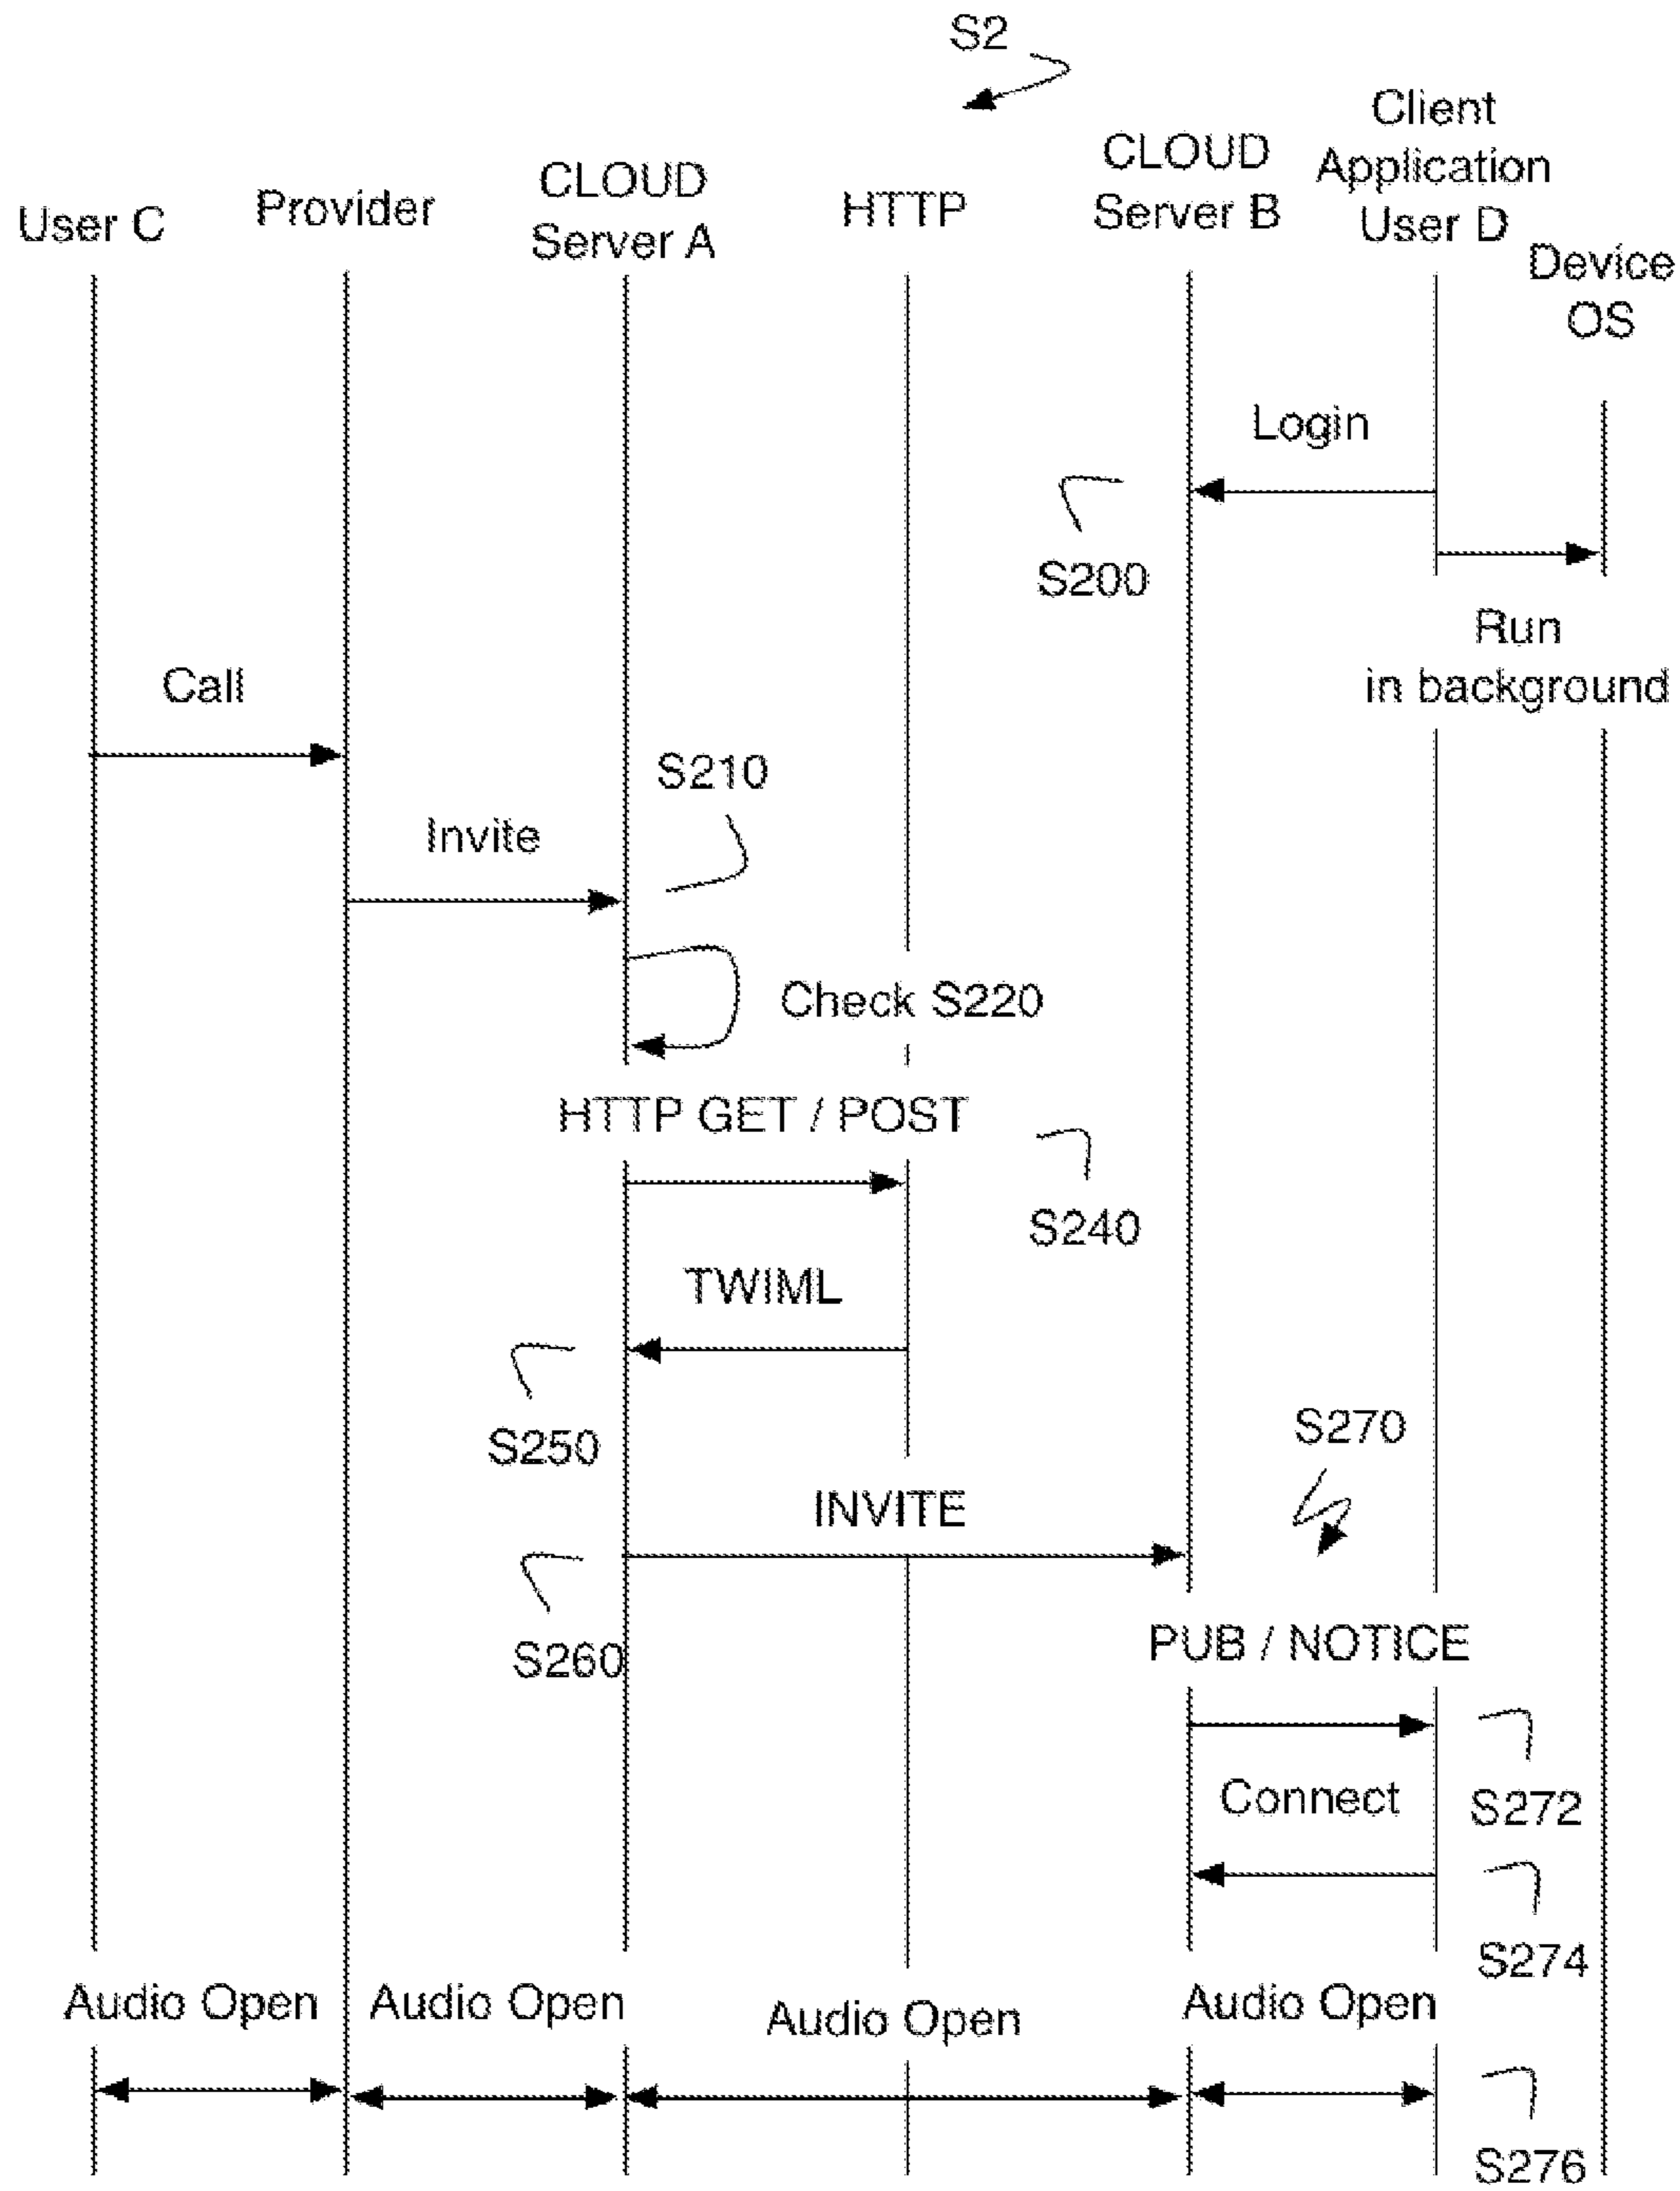 S2
User C
Provider
CLOUD
Server A
HTTP
CLOUD
Server B
Client
Application
User D
Device
OS
Login
S200
Run
in background
Call
S210
Invite
Check S220
HTTP GET / POST
S240
TWIML
S250
S270
INVITE
S260
PUB / NOTICE
Connect
S272
S274
Audio Open
Audio Open
Audio Open
Audio Open
S276